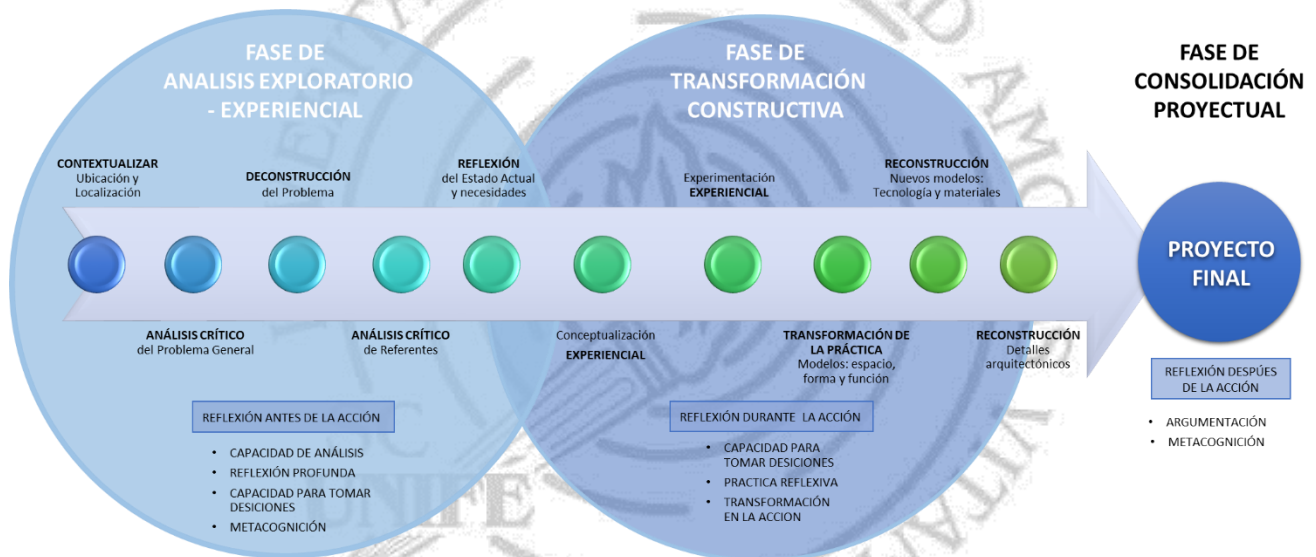 FASE DE
ANALISIS EXPLORATORIO
- EXPERIENCIAL
FASE DE
TRANSFORMACIÓN
CONSTRUCTIVA
FASE DE
CONSOLIDACIÓN
PROYECTUAL
CONTEXTUALIZAR
Ubicación y
Localización
DECONSTRUCCIÓN
del Problema
REFLEXIÓN
del Estado Actual
y necesidades
Experimentación
EXPERIENCIAL
RECONSTRUCCIÓN
Nuevos modelos:
Tecnología y materiales
PROYECTO
FINAL
ANÁLISIS CRÍTICO
del Problema General
ANÁLISIS CRÍTICO
de Referentes
Conceptualización
EXPERIENCIAL
TRANSFORMACIÓN DE
LA PRÁCTICA
Modelos: espacio,
forma y función
RECONSTRUCCIÓN
Detalles
arquitectónicos
REFLEXIÓN ANTES DE LA ACCIÓN
• CAPACIDAD DE ANÁLISIS
• REFLEXIÓN PROFUNDA
• CAPACIDAD PARA TOMAR
DESICIONES
• METACOGNICIÓN
REFLEXIÓN DURANTE LA ACCIÓN
• CAPACIDAD PARA
TOMAR DESICIONES
• PRACTICA REFLEXIVA
• TRANSFORMACIÓN
EN LA ACCION
REFLEXIÓN DESPÚES
DE LA ACCIÓN
• ARGUMENTACIÓN
• METACOGNICIÓN
UNIFE